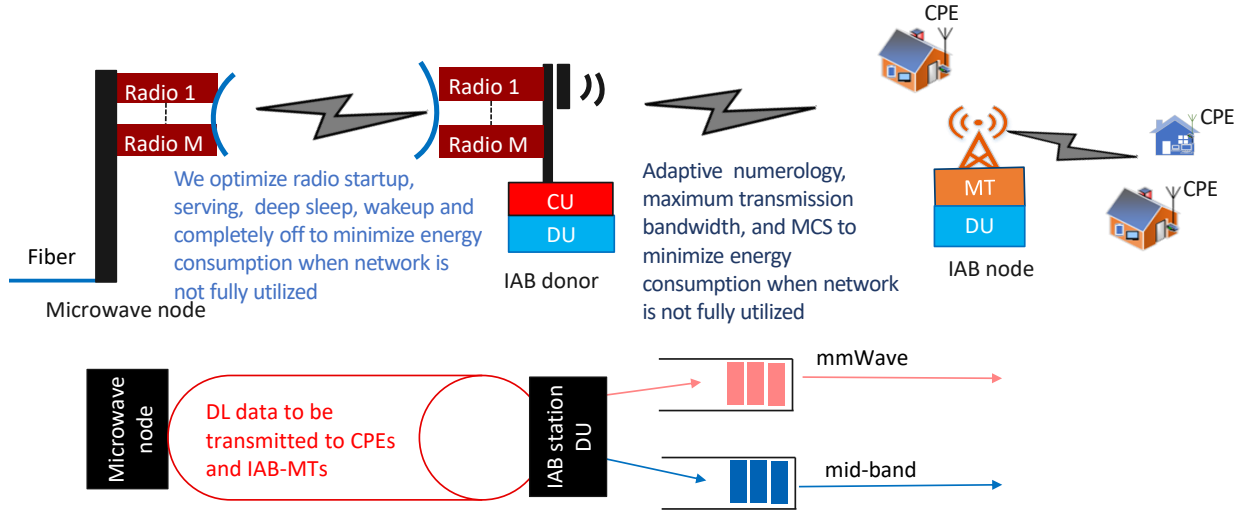 CPE
Radio 1
Radio M
Radio 1
Radio M
CPE
CPE
We optimize radio startup,
serving, deep sleep, wakeup and
completely off to minimize energy
consumption when network is
not fully utilized
CU
DU
IAB donor
Adaptive numerology,
maximum transmission
bandwidth, and MCS to
minimize energy
consumption when network
is not fully utilized
MT
DU
IAB node
Fiber
Microwave node
Microwave
node
DL data to be
transmitted to CPEs
and IAB-MTs
IAB station
DU
mmWave
mid-band